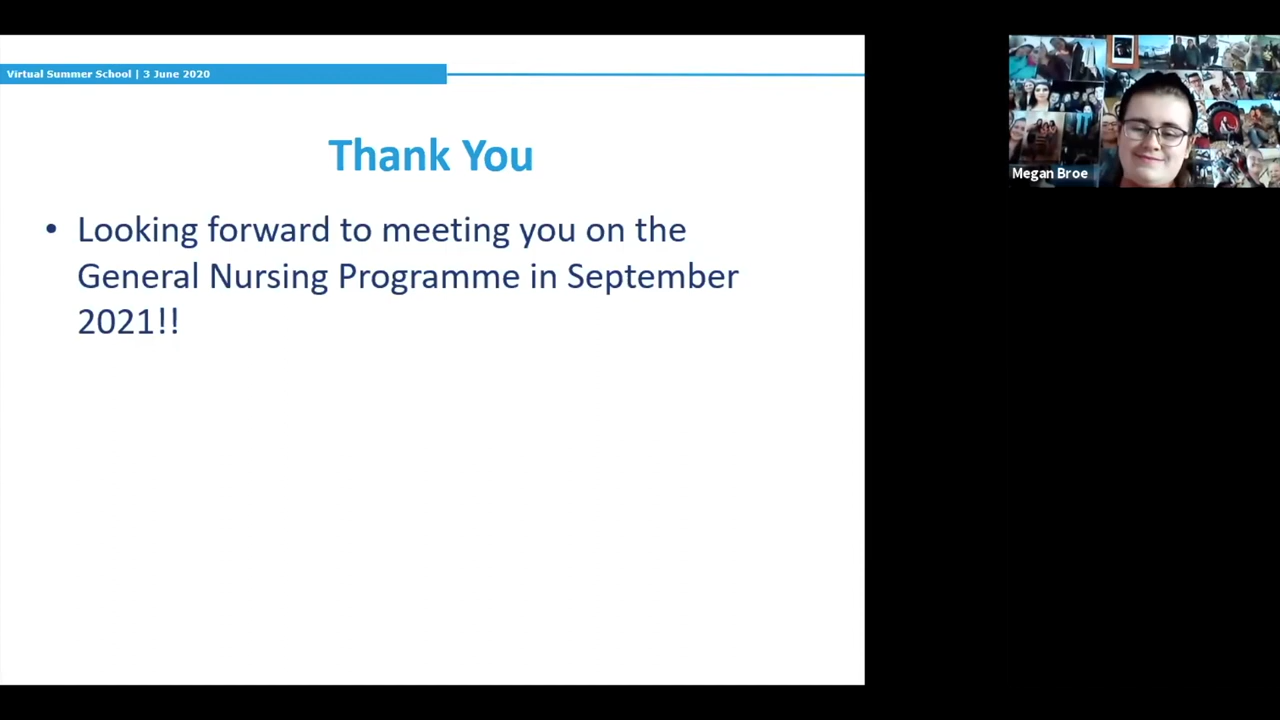 Virtual Summer School | 3 June 2020
Thank You
• Looking forward to meeting you on the
General Nursing Programme in September
2021!!
Megan Broe